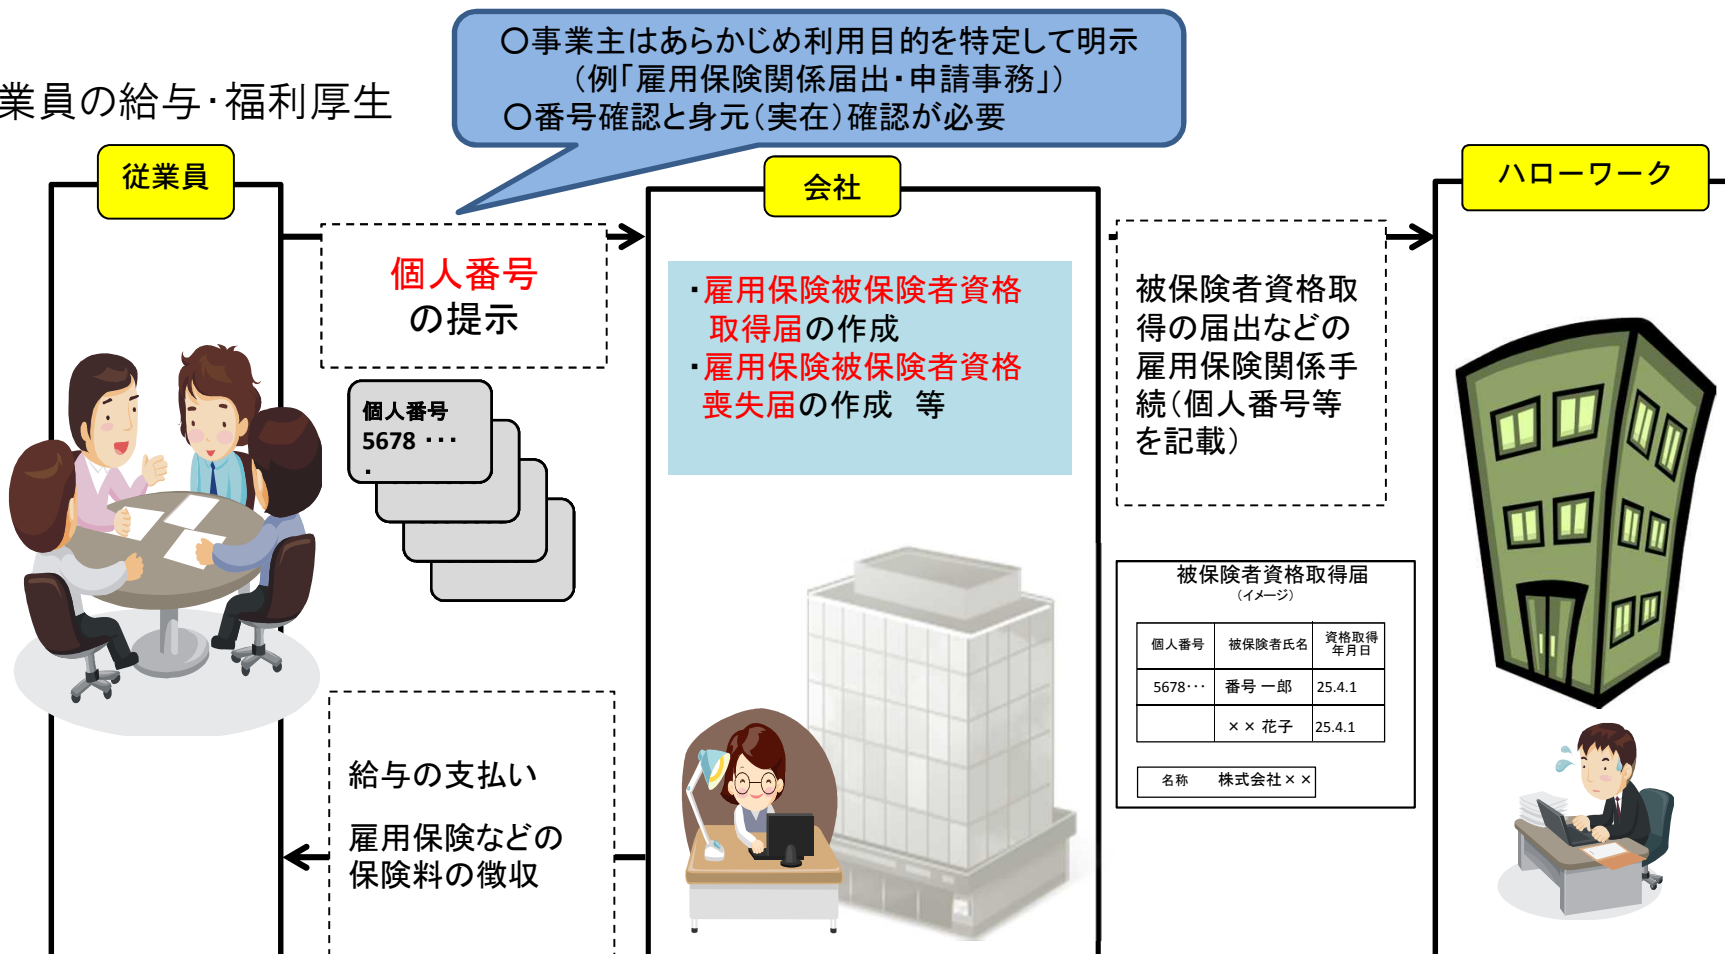 〇事業主はあらかじめ利用目的を特定して明示
(例「雇用保険関係届出・申請事務」)
〇番号確認と身元(実在)確認が必要
業員の給与・福利厚生
従業員
会社
ハローワーク
個人番号
の提示
・雇用保険被保険者資格
取得届の作成
・雇用保険被保険者資格
喪失届の作成 等
被保険者資格取
得の届出などの
雇用保険関係手
続(個人番号等
を記載)
個人番号
5678 ・・・
・
被保険者資格取得届
(イメージ)
個人番号 被保険者氏名 資格取得
年月日
5678・・・ 番号 一郎 25.4.1
×× 花子 25.4.1
名称 株式会社××
給与の支払い
雇用保険などの
保険料の徴収